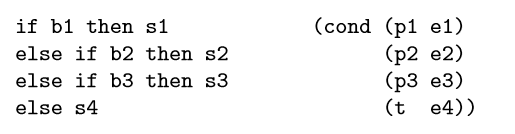 if b1 then s1 (cond (p1 e1)
else if b2 then s2 (p2 e2)
else if b3 then s3 (p3 e3)
else s4 (t e4))